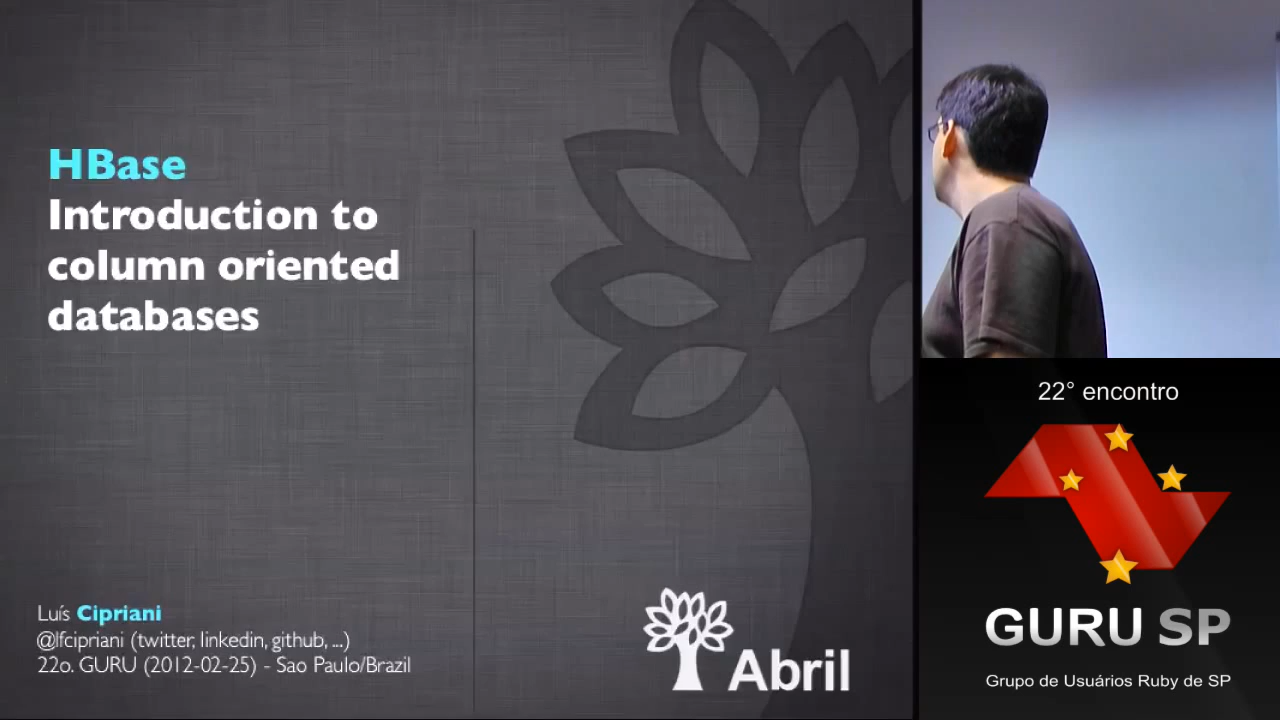 HBase
Introduction to
column oriented
databases
Luís Cipriani
@lfcipriani (twitter, linkedin, github, ...)
22o. GURU (2012-02-25) - Sao Paulo/Brazil
Abril
22° encontro
GURU SP
Grupo de Usuários Ruby de SP